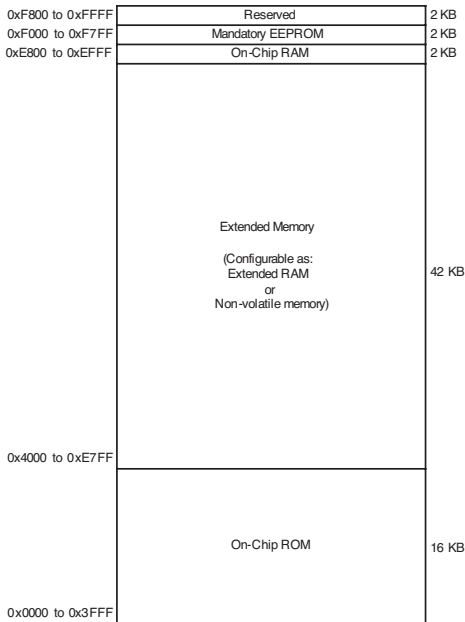 0xF800 to 0xFFFF Reserved 2 KB
0xF000 to 0xF7FF Mandatory EEPROM 2 KB
0xE800 to 0xEFFF On-Chip RAM 2 KB
Extended Memory
(Configurable as:
Extended RAM
or
Non-volatile memory)
42 KB
0x4000 to 0xE7FF
On-Chip ROM 16 KB
0x0000 to 0x3FFF